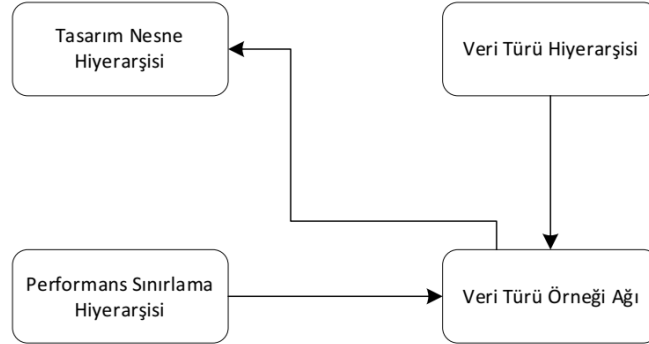 Tasarım Nesne
Hiyerarşisi
Veri Türü Hiyerarşisi
Performans Sınırlama
Hiyerarşisi
Veri Türü Örneği Ağı